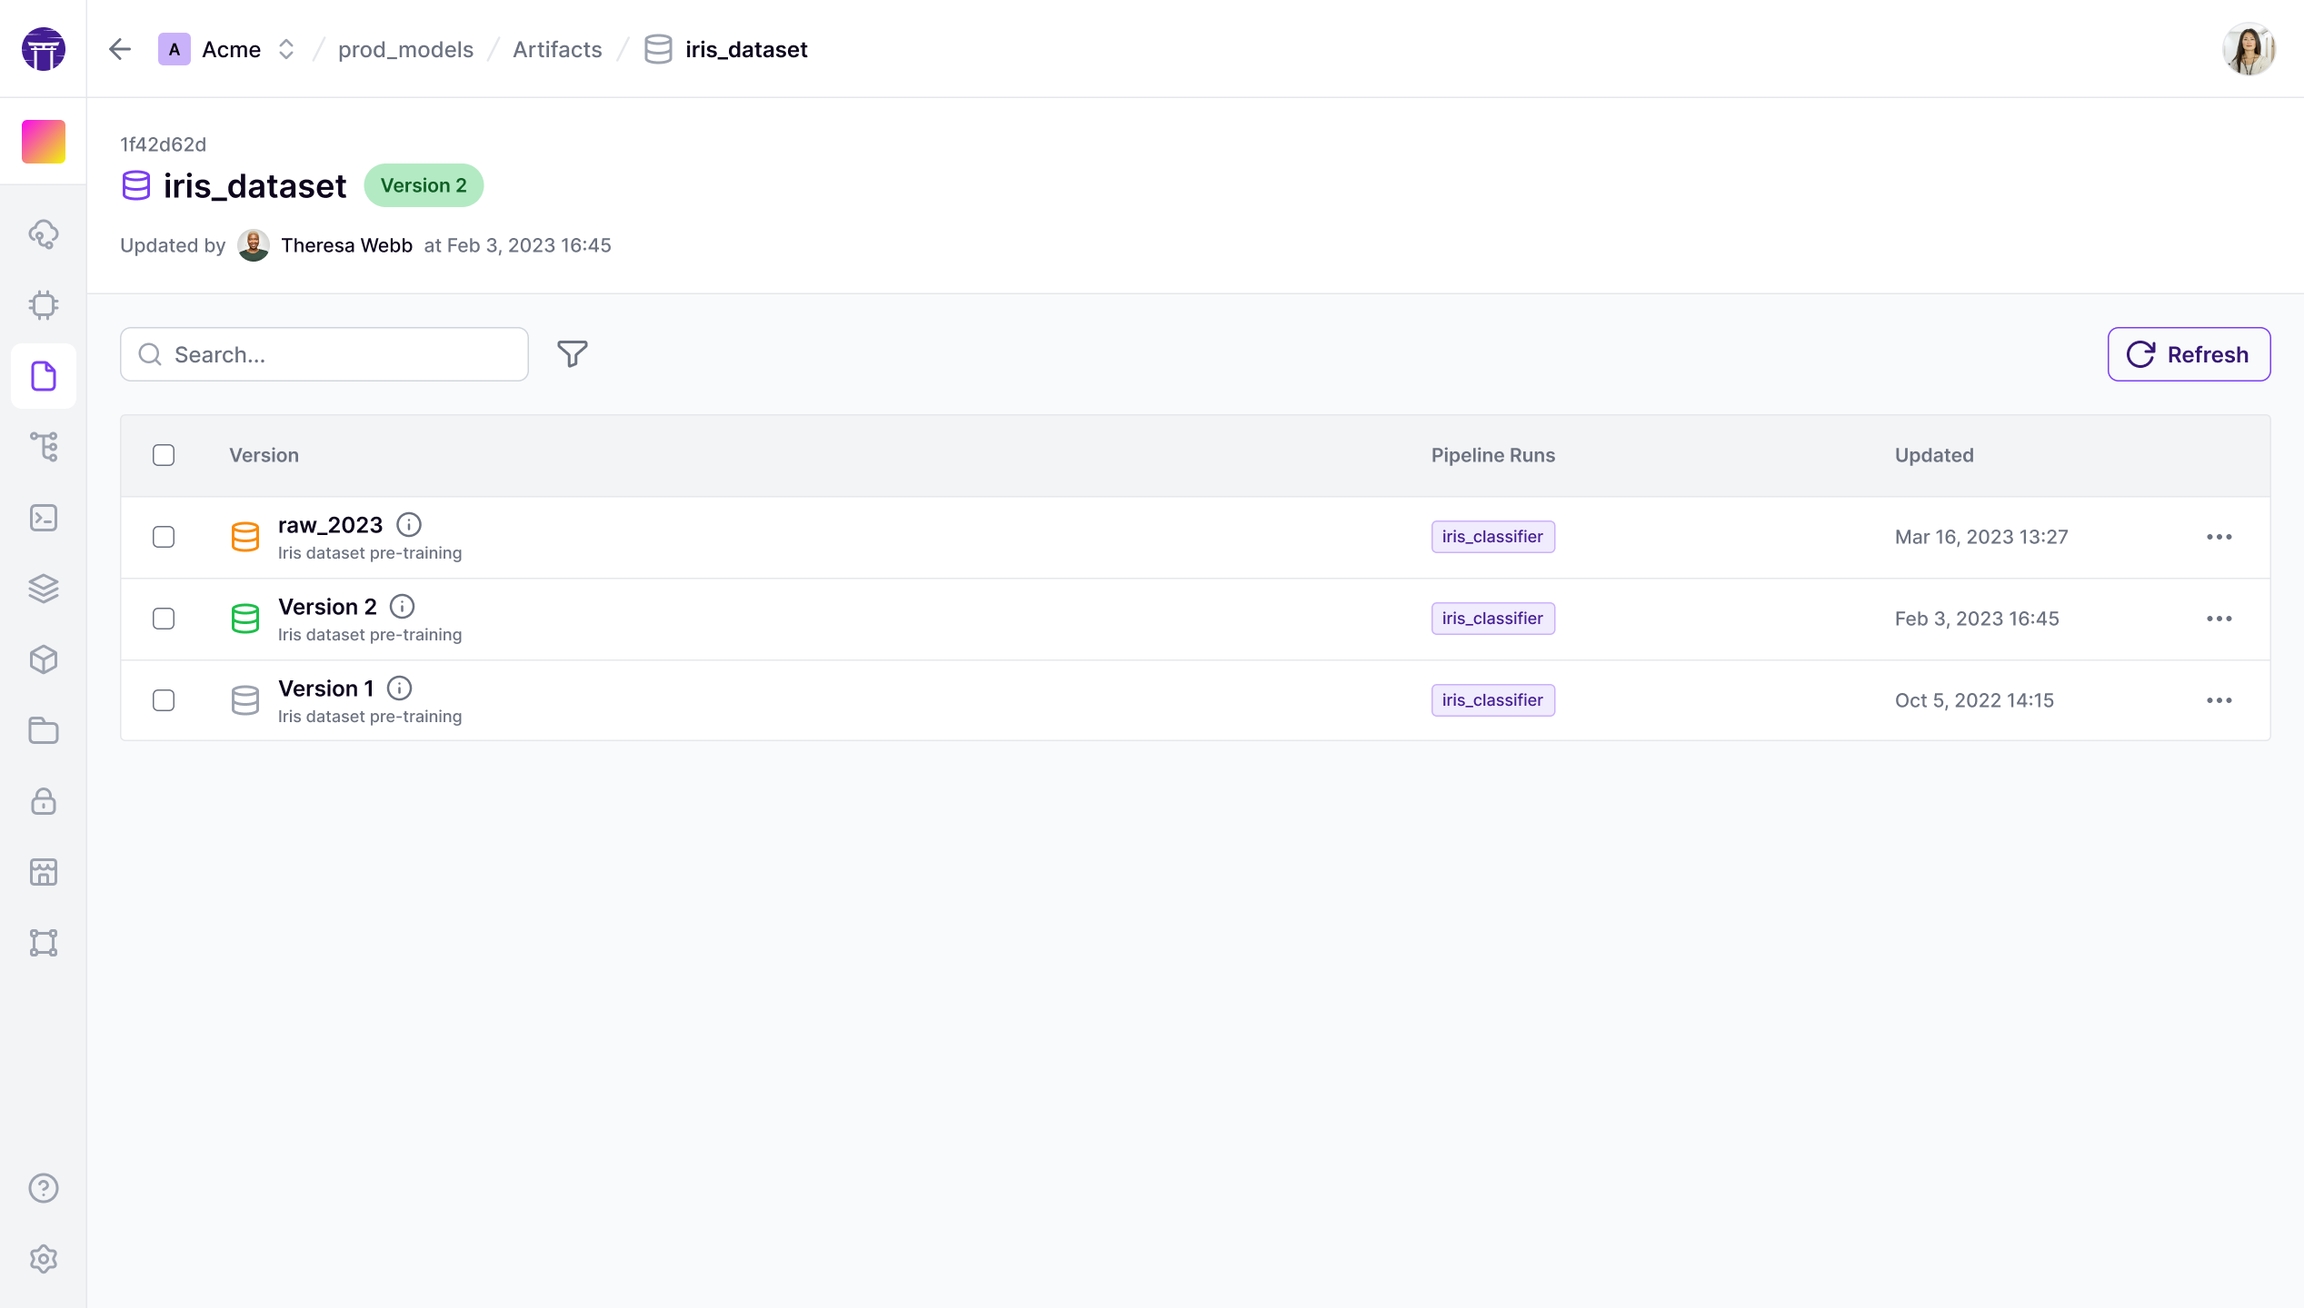 A Acme / prod_models / Artifacts / iris_dataset
1f42d62d
iris_dataset Version 2
Updated by Theresa Webb at Feb 3, 2023 16:45
Search... Refresh
Version Pipeline Runs Updated
raw_2023 iris_classifier Mar 16, 2023 13:27
Iris dataset pre-training
Version 2 iris_classifier Feb 3, 2023 16:45
Iris dataset pre-training
Version 1 iris_classifier Oct 5, 2022 14:15
Iris dataset pre-training